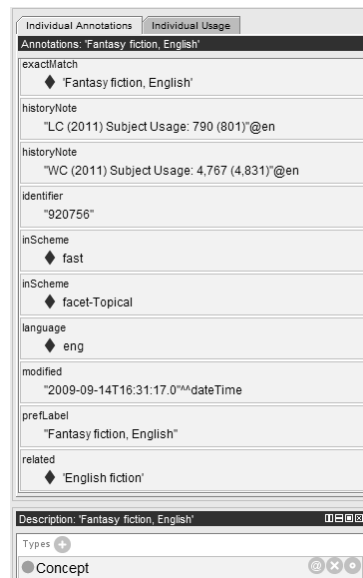 Individual Annotations Individual Usage
Annotations: 'Fantasy fiction, English'
exactMatch
'Fantasy fiction, English'
historyNote
"LC (2011) Subject Usage: 790 (801)"@en
historyNote
"WC (2011) Subject Usage: 4,767 (4,831)"@en
identifier
"920756"
inScheme
fast
inScheme
facet-Topical
language
eng
modified
"2009-09-14T16:31:17.0"^^dateTime
prefLabel
"Fantasy fiction, English"
related
'English fiction'
Description: 'Fantasy fiction, English'
Types
Concept